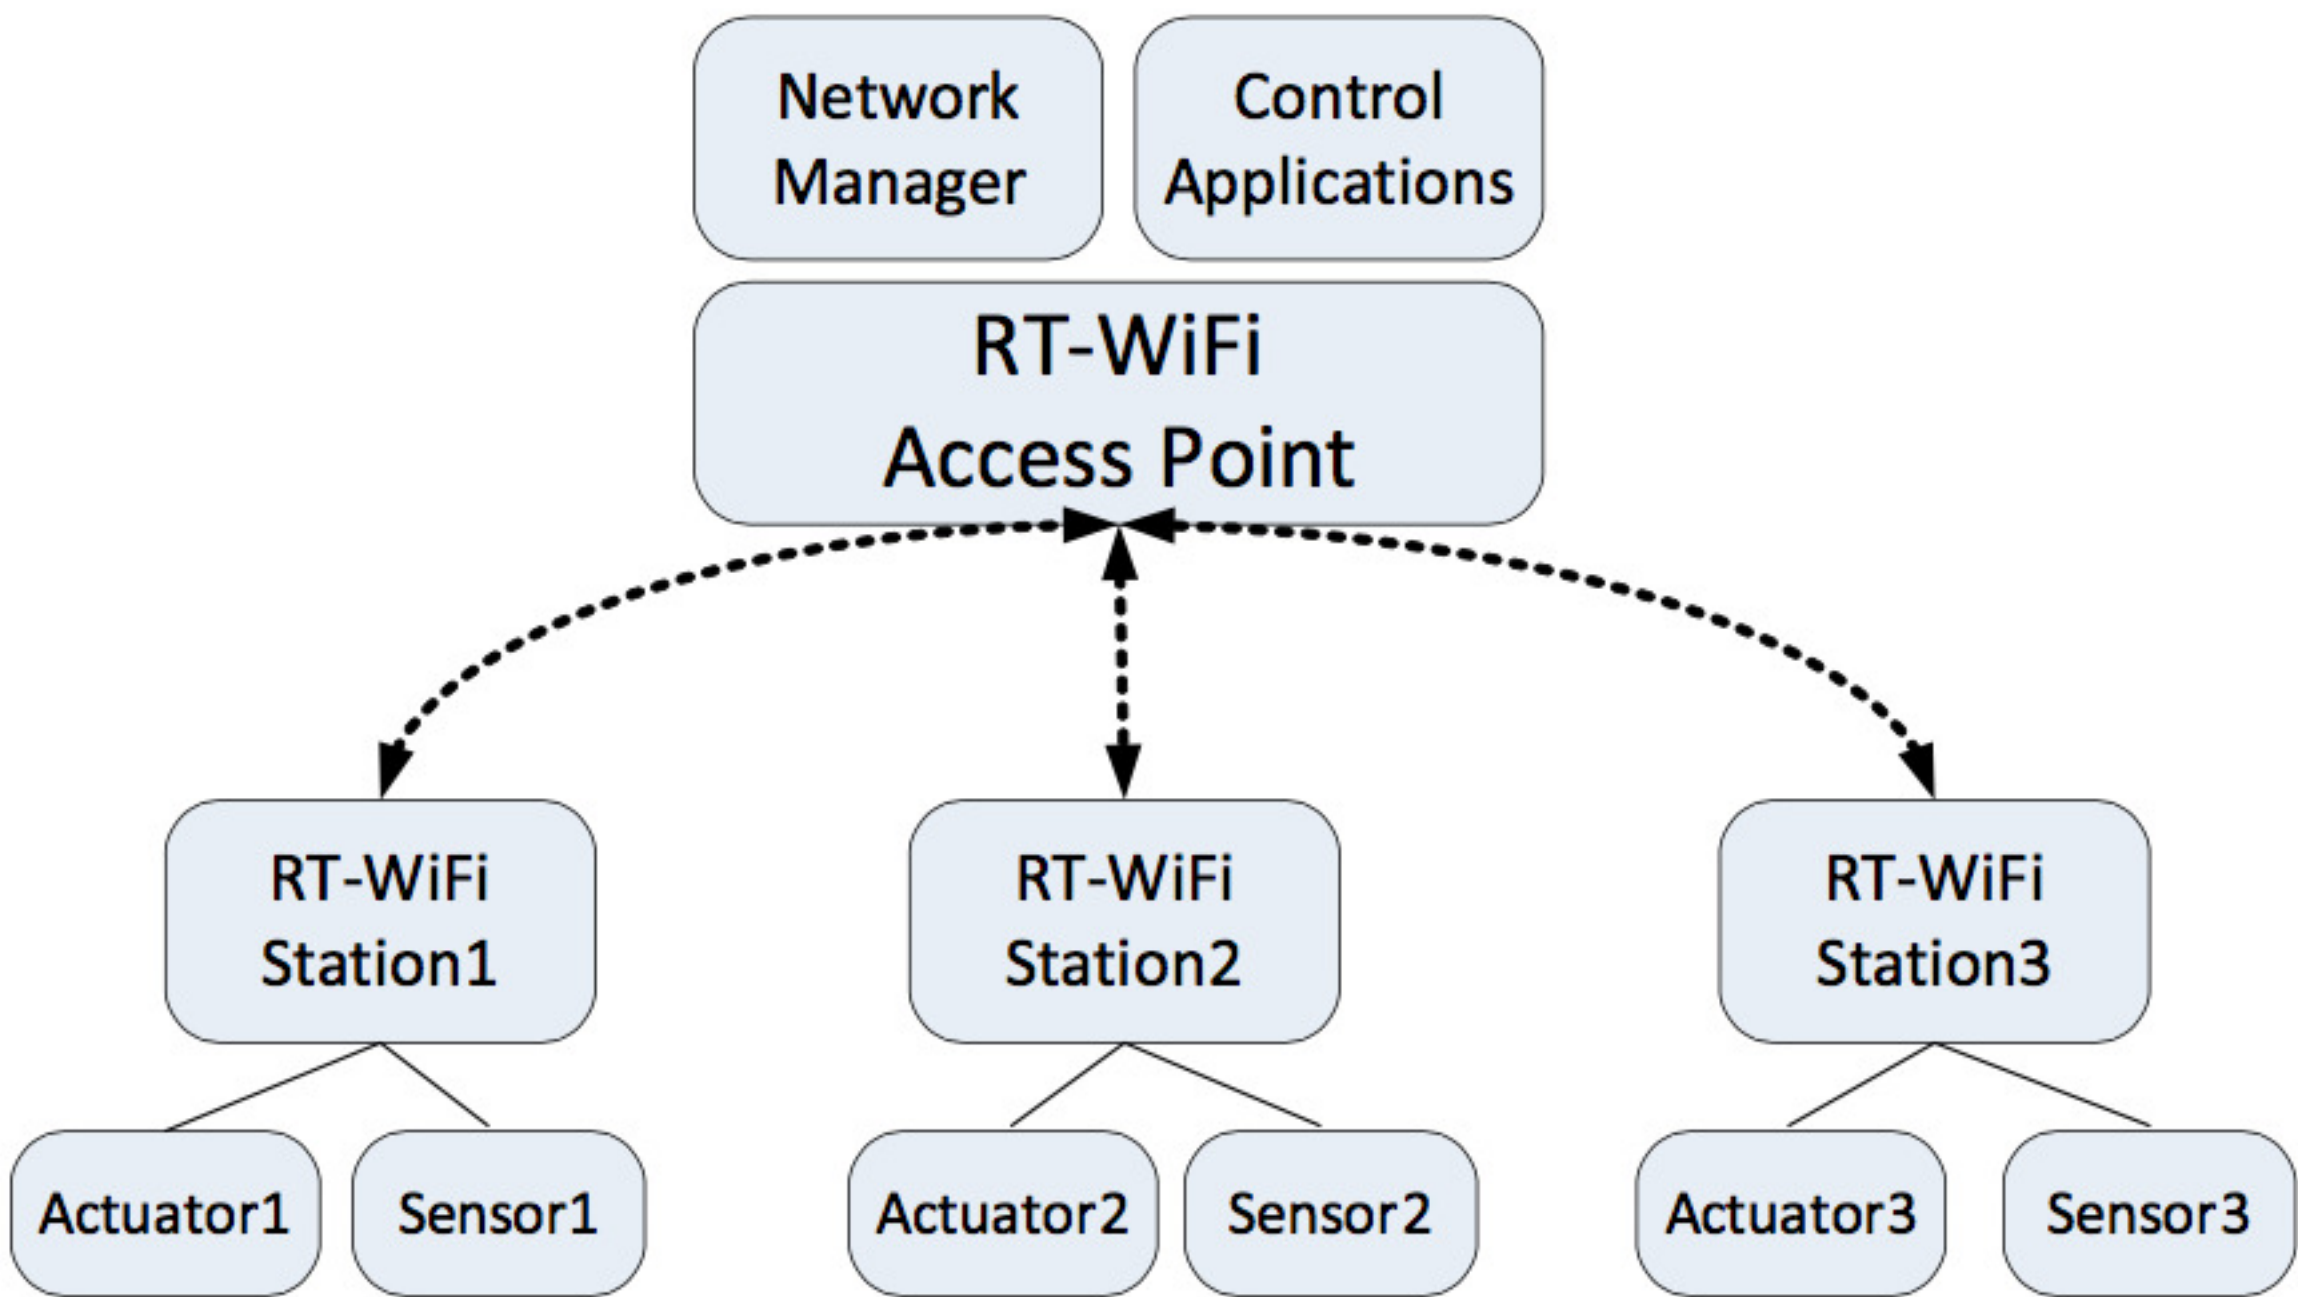 Network
Manager
Control
Applications
RT-WiFi
Access Point
RT-WiFi
Station1
RT-WiFi
Station2
RT-WiFi
Station3
Actuator1
Sensor1
Actuator2
Sensor2
Actuator3
Sensor3